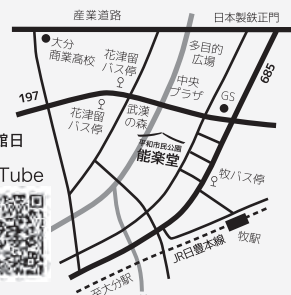 産業道路
日本製鉄正門
大分
商業高校
花津留
バス停
多目的
広場
中央
プラザ
GS
685
197
花津留
バス停
武漢
の森
平和市民公園
能楽堂
館日
Tube
牧バス停
JR日豊本線
牧駅
至大分駅